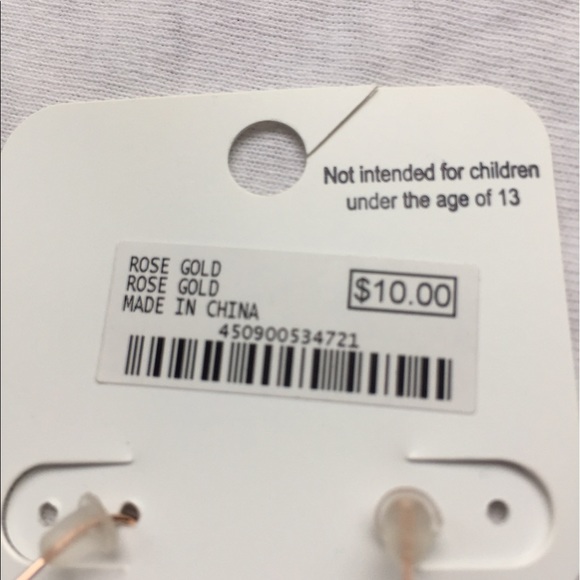 Not intended for children
under the age of 13
ROSE GOLD
ROSE GOLD
MADE IN CHINA
$10.00
450900534721